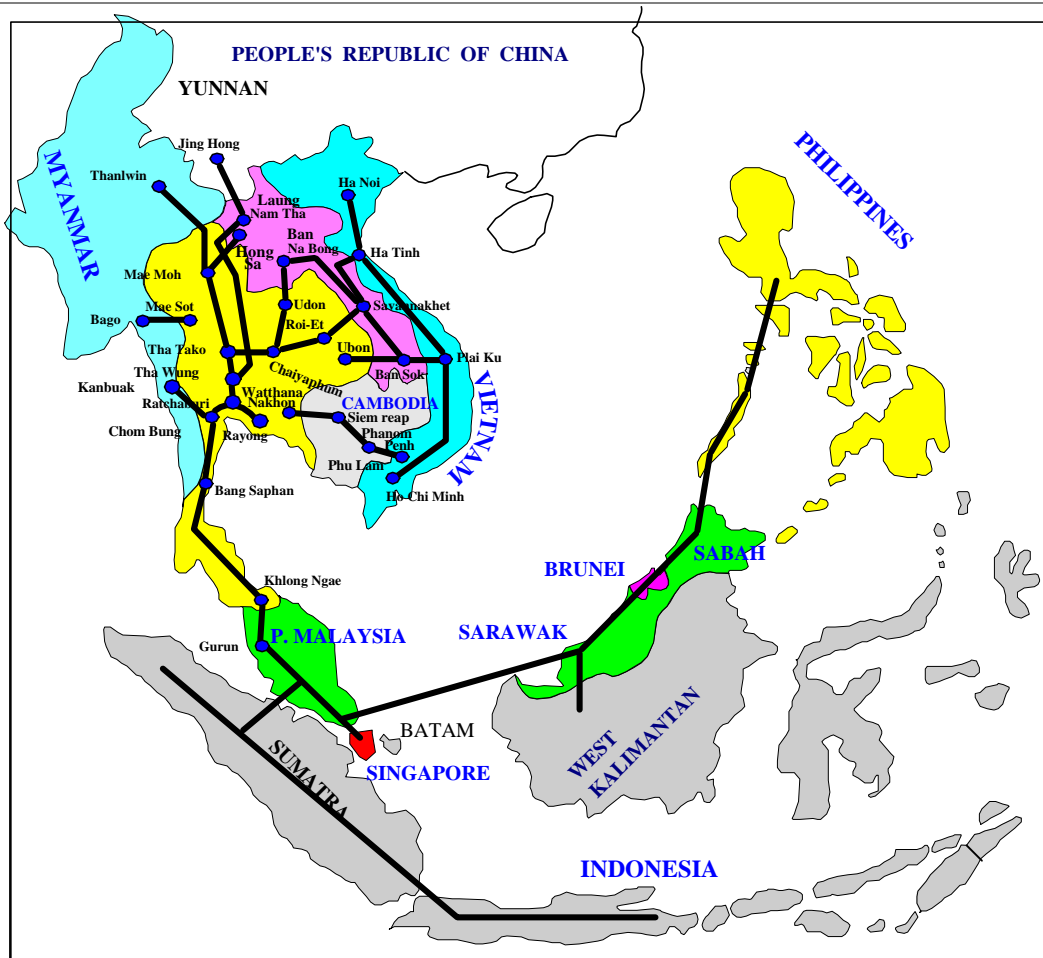 PEOPLE'S REPUBLIC OF CHINA
YUNNAN
Jing Hong
MYANMAR
Thanlwin
PHILIPPINES
Ha Noi
Laung
Nam Tha
Ban
Na Bong
Hong
Sa
Ha Tinh
Mae Moh
Mae Sot
Bago
Udon
Savannakhet
Roi-Et
Tha Tako
Ubon
Plai Ku
Chaiyaphum
Ban Sok
Tha Wung
Kanbuak
Watthana
Nakhon
Ratchaburi
CAMBODIA
VIETNAM
Siem reap
Chom Bung
Rayong
Phanom
Penh
Phu Lam
Bang Saphan
Ho Chi Minh
SABAH
BRUNEI
Khlong Ngae
P. MALAYSIA
SARAWAK
Gurun
BATAM
WEST
KALIMANTAN
SUMATRA
SINGAPORE
INDONESIA